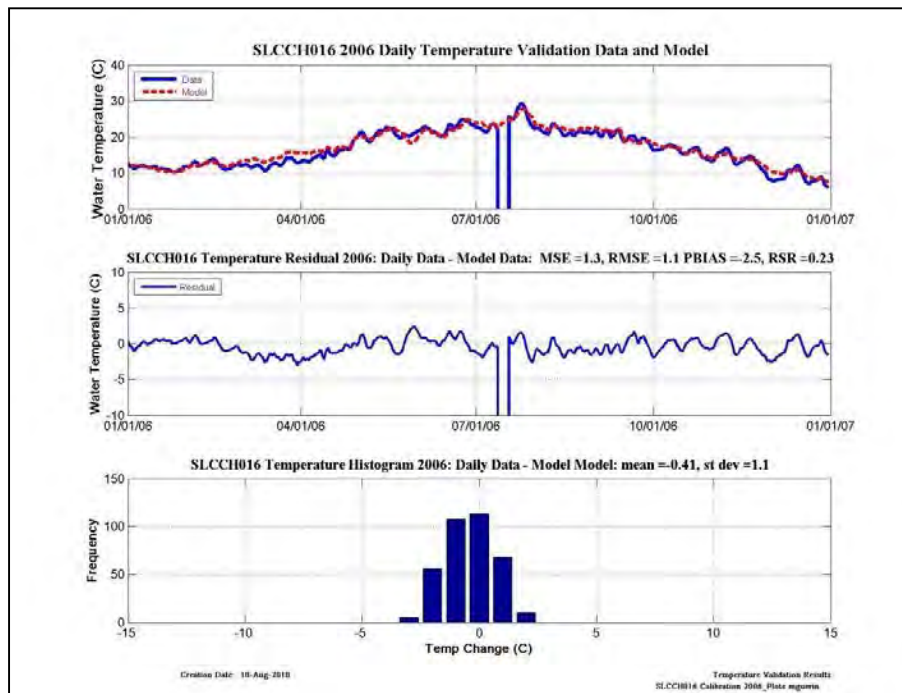 SLCCH016 2006 Daily Temperature Validation Data and Model
Water Temperature (C)
40
30
20
10
0
Data
Model
01/01/06
04/01/06
07/01/06
10/01/06
01/01/07
SLCCH016 Temperature Residual 2006: Daily Data - Model Data: MSE =1.3, RMSE =1.1 PBIAS =-2.5, RSR =0.23
Water Temperature (C)
10
5
0
-5
-10
Residual
01/01/06
04/01/06
07/01/06
10/01/06
01/01/07
SLCCH016 Temperature Histogram 2006: Daily Data - Model Model: mean =-0.41, st dev =1.1
Frequency
150
100
50
0
-15
-10
-5
0
5
10
15
Temp Change (C)
Creation Date: 10-Aug-2010
Temperature Validation Results
SLCCH016 Calibration 2006_Plots mguerin